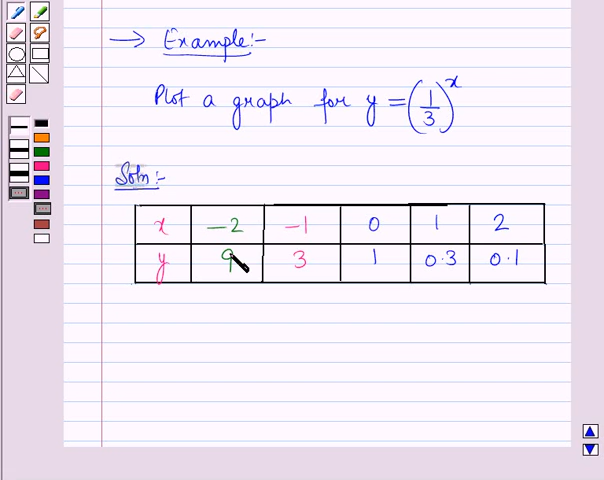 → Example:-
Plot a graph for y = (1/3)^x
Soln:-
x -2 -1 0 1 2
y 9 3 1 0.3 0.1